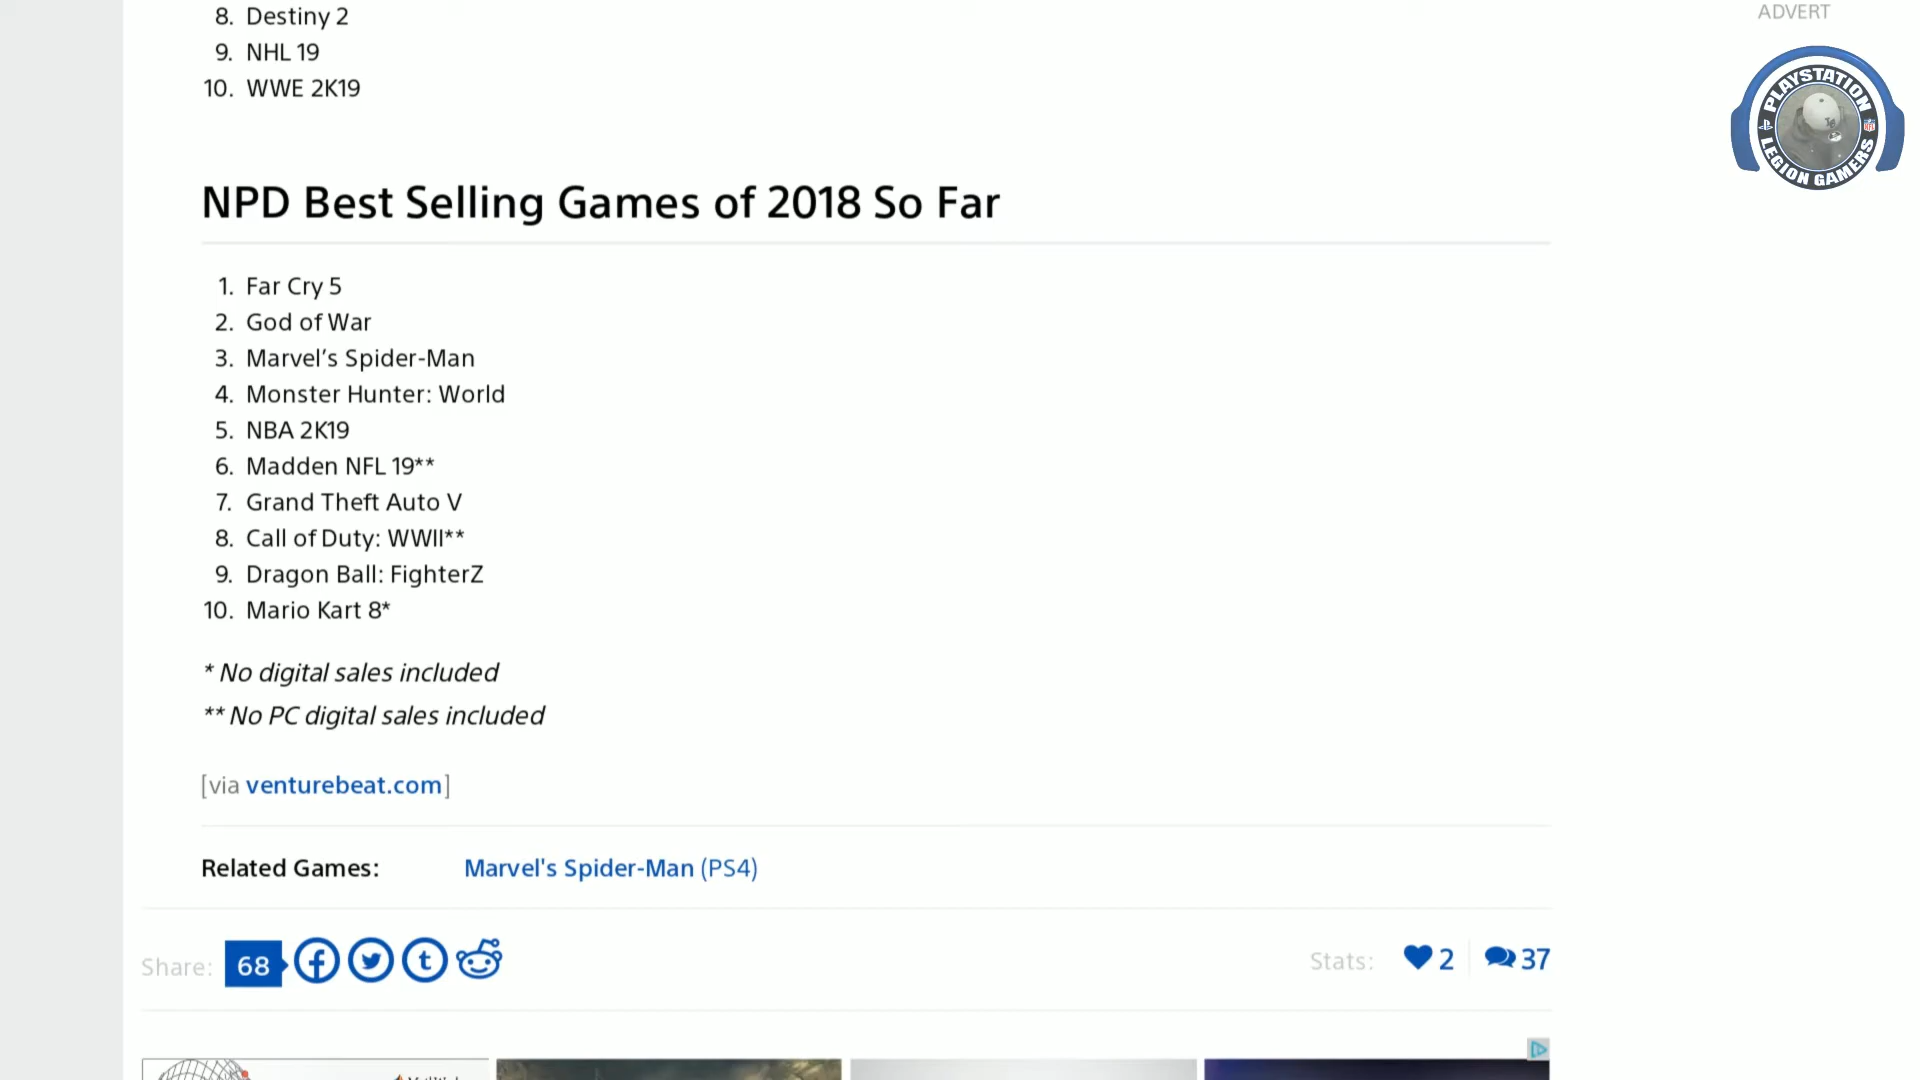 8. Destiny 2
9. NHL 19
10. WWE 2K19
ADVERT
PLAYSTATION
LEGION GAMERS
NPD Best Selling Games of 2018 So Far
1. Far Cry 5
2. God of War
3. Marvel’s Spider-Man
4. Monster Hunter: World
5. NBA 2K19
6. Madden NFL 19**
7. Grand Theft Auto V
8. Call of Duty: WWII**
9. Dragon Ball: FighterZ
10. Mario Kart 8*
* No digital sales included
** No PC digital sales included
[via venturebeat.com]
Related Games: Marvel's Spider-Man (PS4)
Share: 68
Stats: 2 37